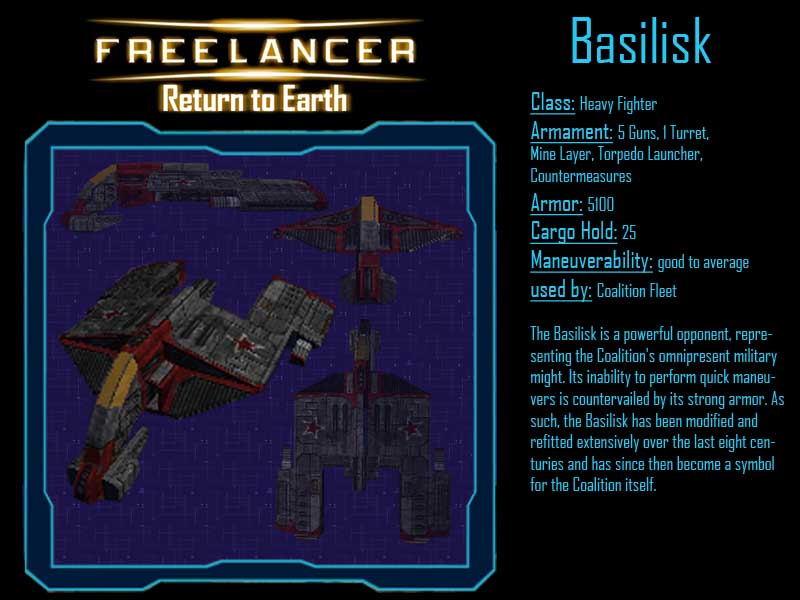 FREELANCER
Return to Earth
Basilisk
Class: Heavy Fighter
Armament: 5 Guns, 1 Turret,
Mine Layer, Torpedo Launcher,
Countermeasures
Armor: 5100
Cargo Hold: 25
Maneuverability: good to average
used by: Coalition Fleet
The Basilisk is a powerful opponent, repre-
senting the Coalition's omnipresent military
might. Its inability to perform quick maneu-
vers is countervailed by its strong armor. As
such, the Basilisk has been modified and
refitted extensively over the last eight cen-
turies and has since then become a symbol
for the Coalition itself.